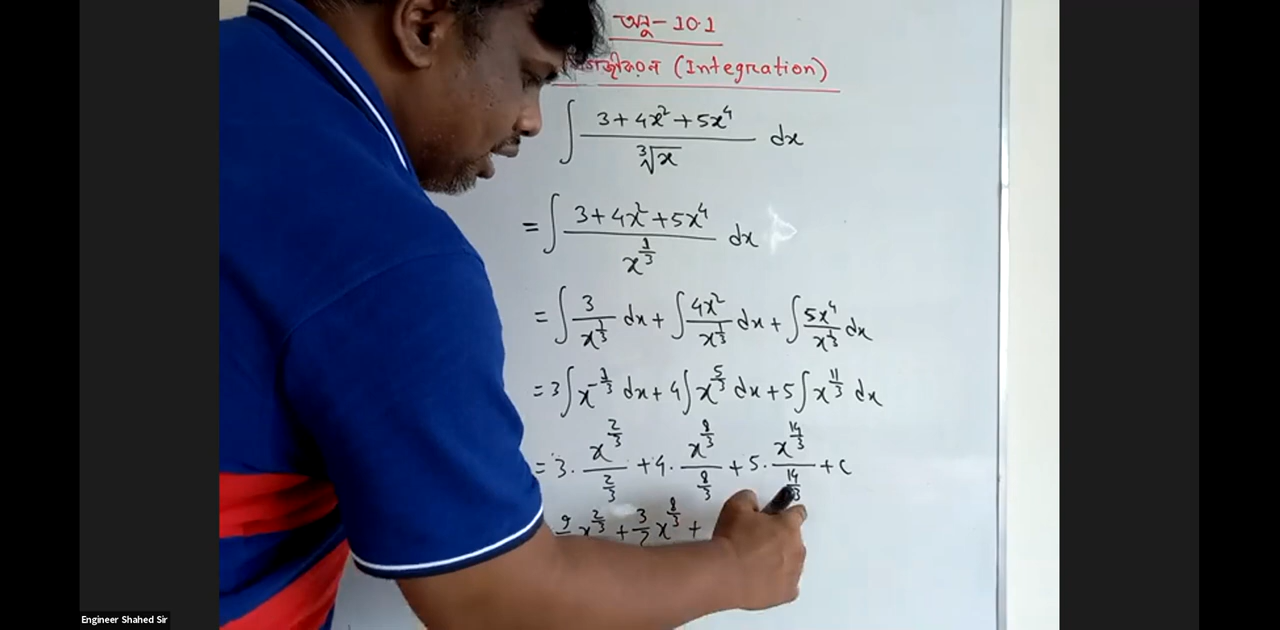 অনু - 10.1
(Integration)
∫ (3 + 4x² + 5x⁴) / ∛x dx
= ∫ (3 + 4x² + 5x⁴) / x^(1/3) dx
= ∫ 3 / x^(1/3) dx + ∫ 4x² / x^(1/3) dx + ∫ 5x⁴ / x^(1/3) dx
= 3∫ x^(-1/3) dx + 4∫ x^(5/3) dx + 5∫ x^(11/3) dx
= 3 · x^(2/3) / (2/3) + 4 · x^(8/3) / (8/3) + 5 · x^(14/3) / (14/3) + c
9/2 x^(2/3) + 3/2 x^(8/3) +
Engineer Shahed Sir